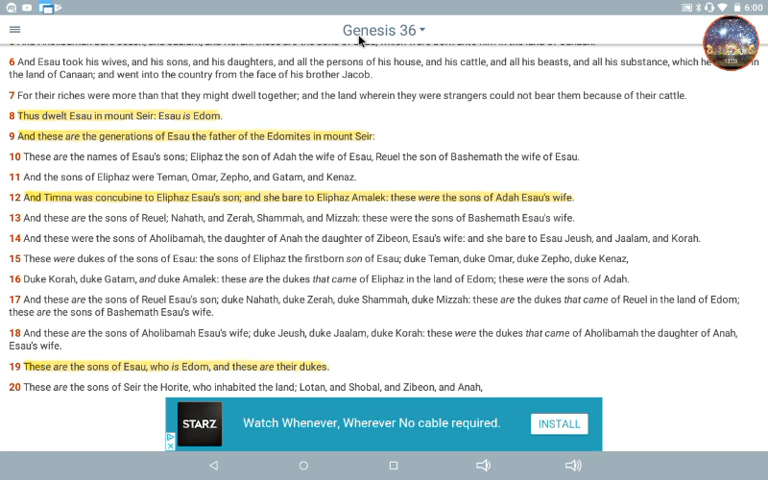 6:00
Genesis 36
6 And Esau took his wives, and his sons, and his daughters, and all the persons of his house, and his cattle, and all his beasts, and all his substance, which he
the land of Canaan; and went into the country from the face of his brother Jacob.
7 For their riches were more than that they might dwell together; and the land wherein they were strangers could not bear them because of their cattle.
8 Thus dwelt Esau in mount Seir: Esau is Edom.
9 And these are the generations of Esau the father of the Edomites in mount Seir:
10 These are the names of Esau's sons; Eliphaz the son of Adah the wife of Esau, Reuel the son of Bashemath the wife of Esau.
11 And the sons of Eliphaz were Teman, Omar, Zepho, and Gatam, and Kenaz.
12 And Timna was concubine to Eliphaz Esau's son; and she bare to Eliphaz Amalek: these were the sons of Adah Esau's wife.
13 And these are the sons of Reuel; Nahath, and Zerah, Shammah, and Mizzah: these were the sons of Bashemath Esau's wife.
14 And these were the sons of Aholibamah, the daughter of Anah the daughter of Zibeon, Esau's wife: and she bare to Esau Jeush, and Jaalam, and Korah.
15 These were dukes of the sons of Esau: the sons of Eliphaz the firstborn son of Esau; duke Teman, duke Omar, duke Zepho, duke Kenaz,
16 Duke Korah, duke Gatam, and duke Amalek: these are the dukes that came of Eliphaz in the land of Edom; these were the sons of Adah.
17 And these are the sons of Reuel Esau's son; duke Nahath, duke Zerah, duke Shammah, duke Mizzah: these are the dukes that came of Reuel in the land of Edom;
these are the sons of Bashemath Esau's wife.
18 And these are the sons of Aholibamah Esau's wife; duke Jeush, duke Jaalam, duke Korah: these were the dukes that came of Aholibamah the daughter of Anah,
Esau's wife.
19 These are the sons of Esau, who is Edom, and these are their dukes.
20 These are the sons of Seir the Horite, who inhabited the land; Lotan, and Shobal, and Zibeon, and Anah,
STARZ
Watch Whenever, Wherever No cable required.
INSTALL